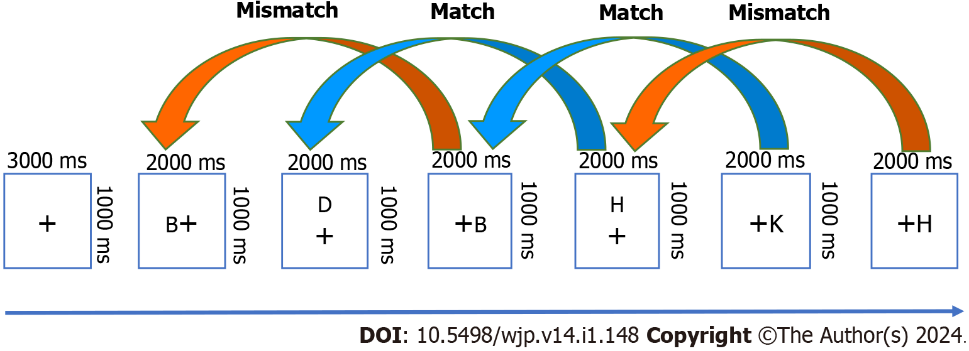 Mismatch Match Match Mismatch
3000 ms 2000 ms 2000 ms 2000 ms 2000 ms 2000 ms 2000 ms
+ 1000 ms B+ 1000 ms D + 1000 ms +B 1000 ms H + 1000 ms +K 1000 ms +H
DOI: 10.5498/wjp.v14.i1.148 Copyright ©The Author(s) 2024.